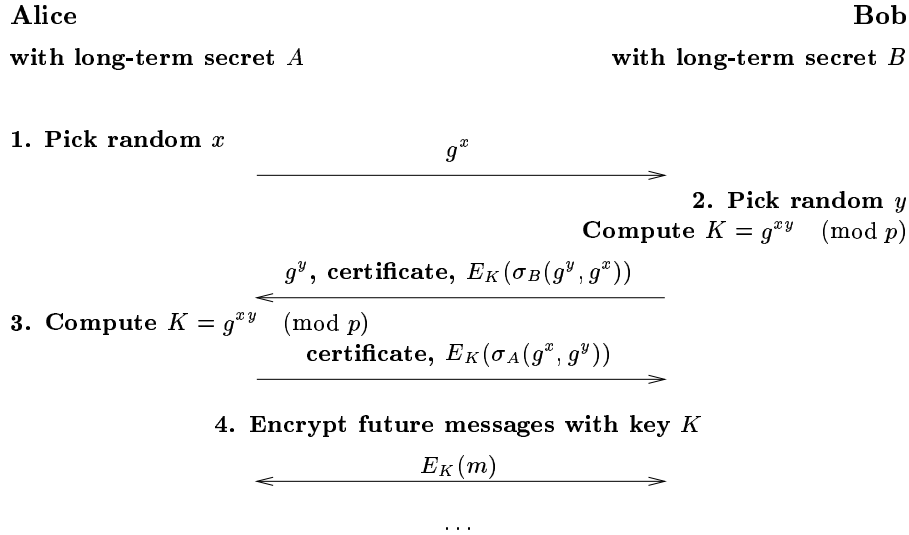 Alice Bob
with long-term secret A with long-term secret B
1. Pick random x
g^x
2. Pick random y
Compute K = g^{xy} (mod p)
g^y, certificate, E_K(σ_B(g^y, g^x))
3. Compute K = g^{xy} (mod p)
certificate, E_K(σ_A(g^x, g^y))
4. Encrypt future messages with key K
E_K(m)
...